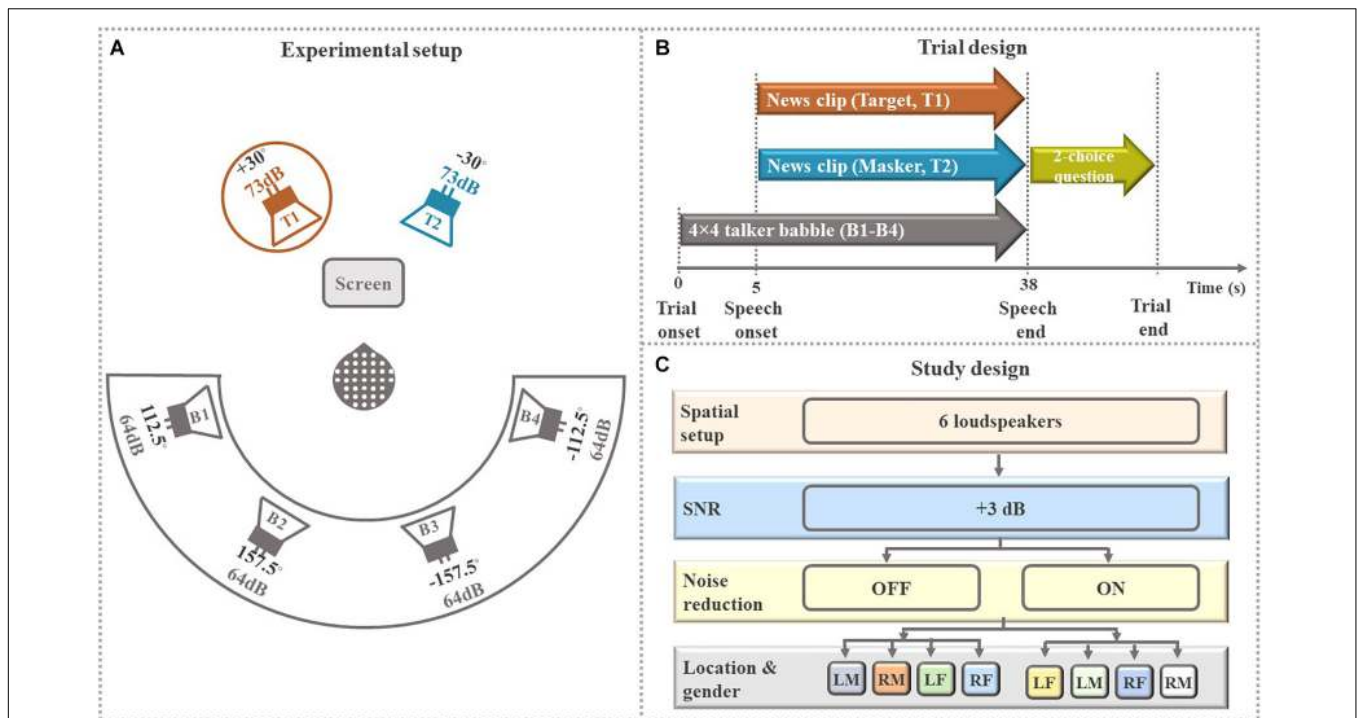 A
Experimental setup
+30°
73dB
T1
-30°
73dB
T2
Screen
B1
112.5°
64dB
B4
-112.5°
64dB
B2
157.5°
64dB
B3
-157.5°
64dB
B
Trial design
News clip (Target, T1)
News clip (Masker, T2)
2-choice
question
4×4 talker babble (B1-B4)
0
5
38
Time (s)
Trial
onset
Speech
onset
Speech
end
Trial
end
C
Study design
Spatial
setup
6 loudspeakers
SNR
+3 dB
Noise
reduction
OFF
ON
Location &
gender
LM
RM
LF
RF
LF
LM
RF
RM